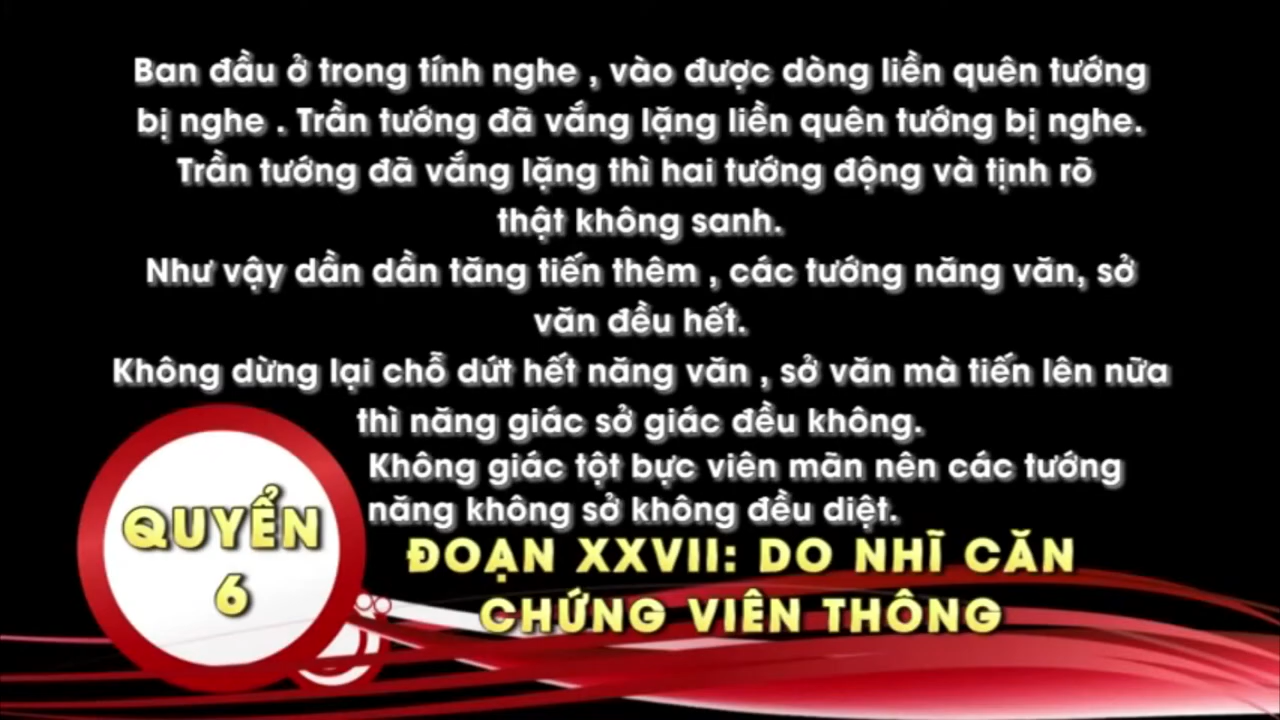 Ban đầu ở trong tính nghe , vào được dòng liền quên tướng
bị nghe . Trần tướng đã vắng lặng liền quên tướng bị nghe.
Trần tướng đã vắng lặng thì hai tướng động và tịnh rõ
thật không sanh.
Như vậy dần dần tăng tiến thêm , các tướng năng văn, sở
văn đều hết.
Không dừng lại chỗ dứt hết năng văn , sở văn mà tiến lên nữa
thì năng giác sở giác đều không.
Không giác tột bực viên mãn nên các tướng
năng không sở không đều diệt.
QUYỂN
6
ĐOẠN XXVII: DO NHĨ CĂN
CHỨNG VIÊN THÔNG